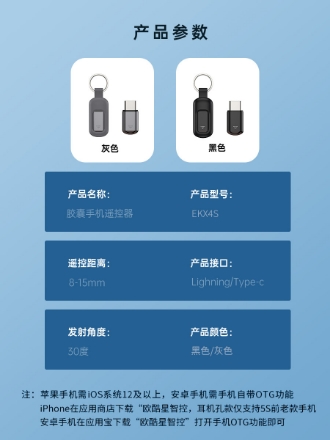 产品参数
灰色
黑色
产品名称：
产品型号：
胶囊手机遥控器
EKX4S
遥控距离：
产品接口：
8-15mm
Lighning/Type-c
发射角度：
产品颜色：
30度
黑色/灰色
注：苹果手机需iOS系统12及以上，安卓手机需手机自带OTG功能
iPhone在应用商店下载“欧酷星智控，耳机孔款仅支持5S前老款手机
安卓手机在应用宝下载“欧酷星智控”打开手机OTG功能即可